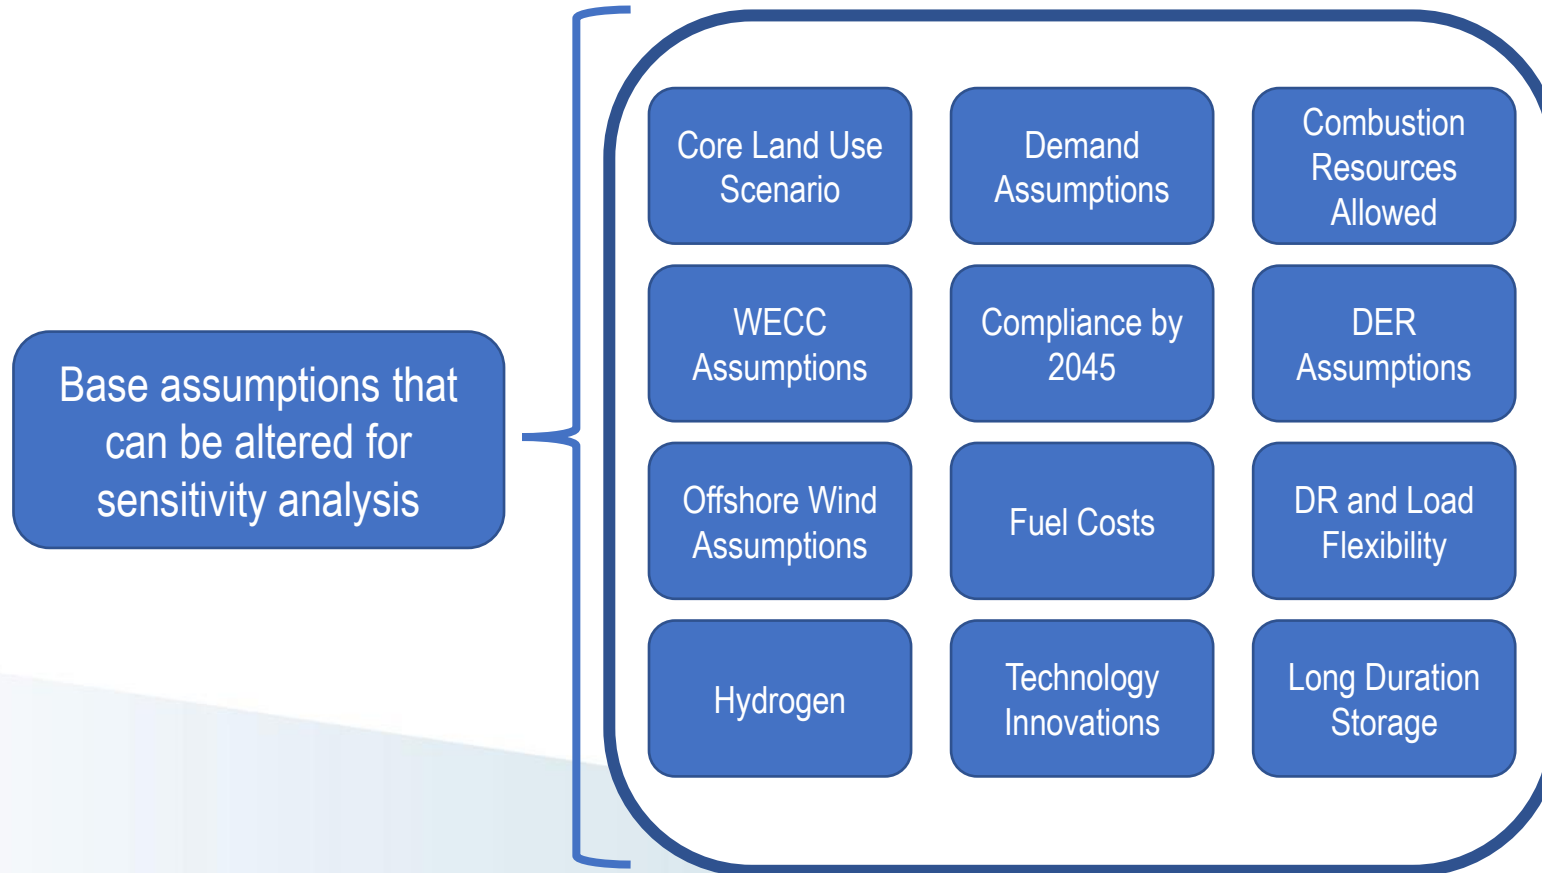 Base assumptions that
can be altered for
sensitivity analysis
Core Land Use
Scenario
Demand
Assumptions
Combustion
Resources
Allowed
WECC
Assumptions
Compliance by
2045
DER
Assumptions
Offshore Wind
Assumptions
Fuel Costs
DR and Load
Flexibility
Hydrogen
Technology
Innovations
Long Duration
Storage